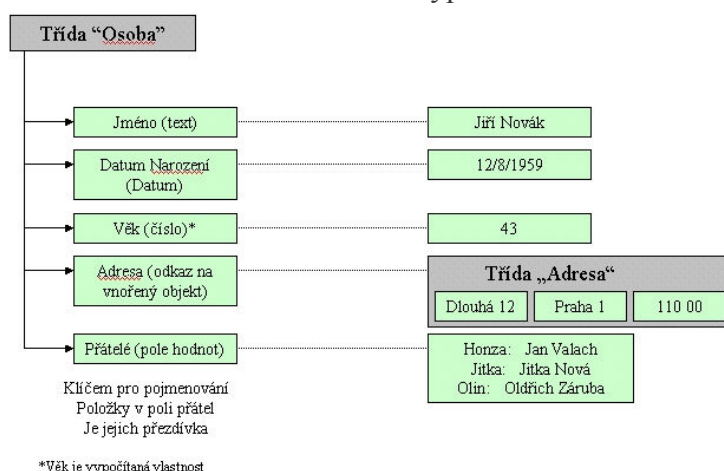 Třída “Osoba”
Jméno (text)
Jiří Novák
Datum Narození
(Datum)
12/8/1959
Věk (číslo)*
43
Adresa (odkaz na
vnořený objekt)
Třída „Adresa“
Dlouhá 12
Praha 1
110 00
Přátelé (pole hodnot)
Honza: Jan Valach
Jitka: Jitka Nová
Olin: Oldřich Záruba
Klíčem pro pojmenování
Položky v poli přátel
Je jejich přezdívka
*Věk je vypočítaná vlastnost